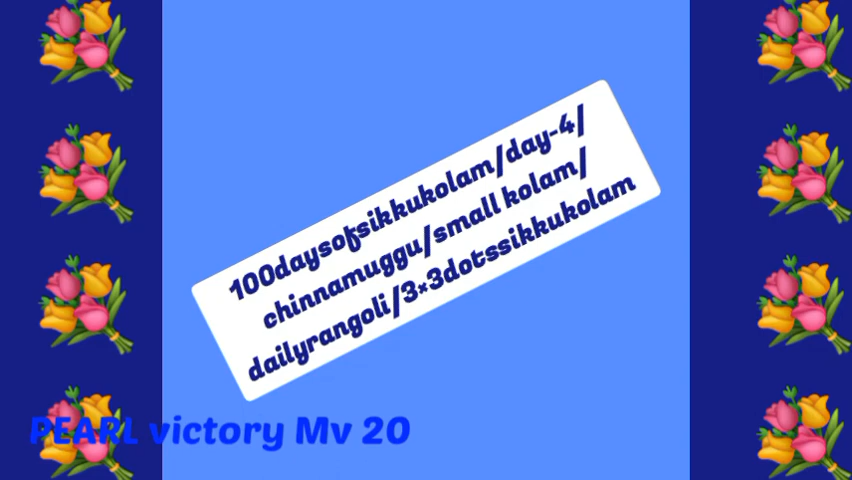 100daysofsikkukolam/day-4/
chinnamuggu/small kolam/
dailyrangoli/3×3dotssikkukolam
PEARL victory Mv 20